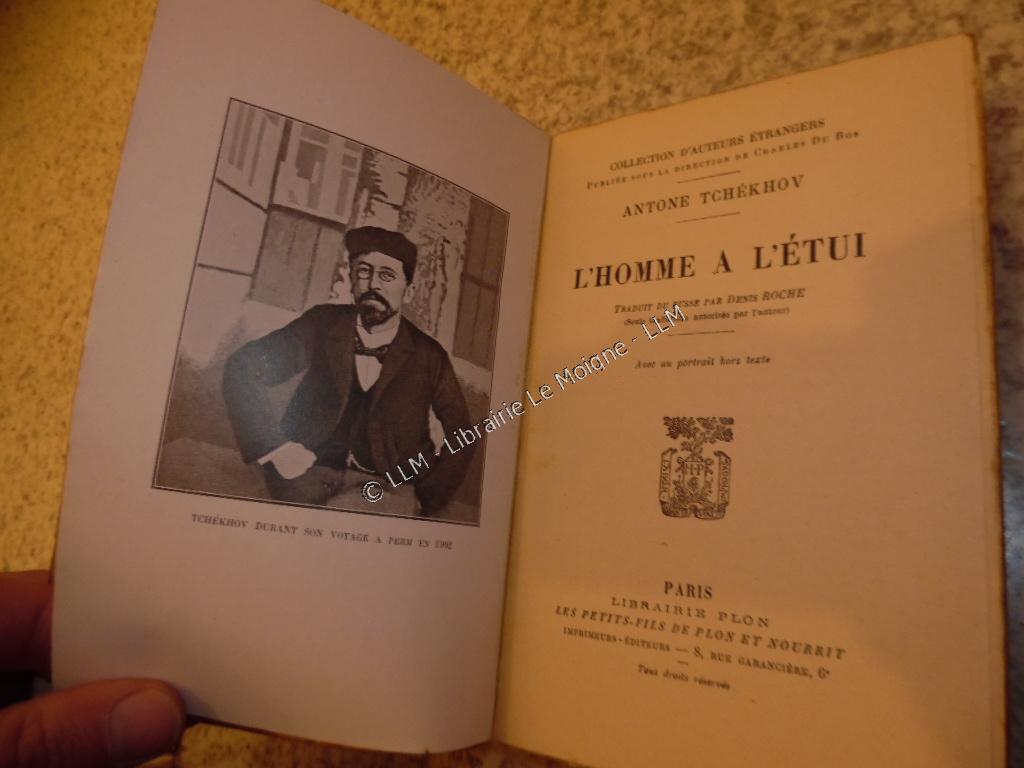 TCHÉKHOV DURANT SON VOYAGE A PERM EN 1902
COLLECTION D'AUTEURS ÉTRANGERS
PUBLIÉE SOUS LA DIRECTION DE CHARLES DU BOS
ANTONE TCHÉKHOV
L'HOMME A L'ÉTUI
TRADUIT DU RUSSE PAR DENIS ROCHE
autorisée par l'auteur)
Avec un portrait hors texte
PARIS
LIBRAIRIE PLON
LES PETITS-FILS DE PLON ET NOURRIT
IMPRIMEURS-ÉDITEURS — 8, RUE GARANCIÈRE, 6e
Tous droits réservés
© LLM - Librairie Le Moigne - LLM